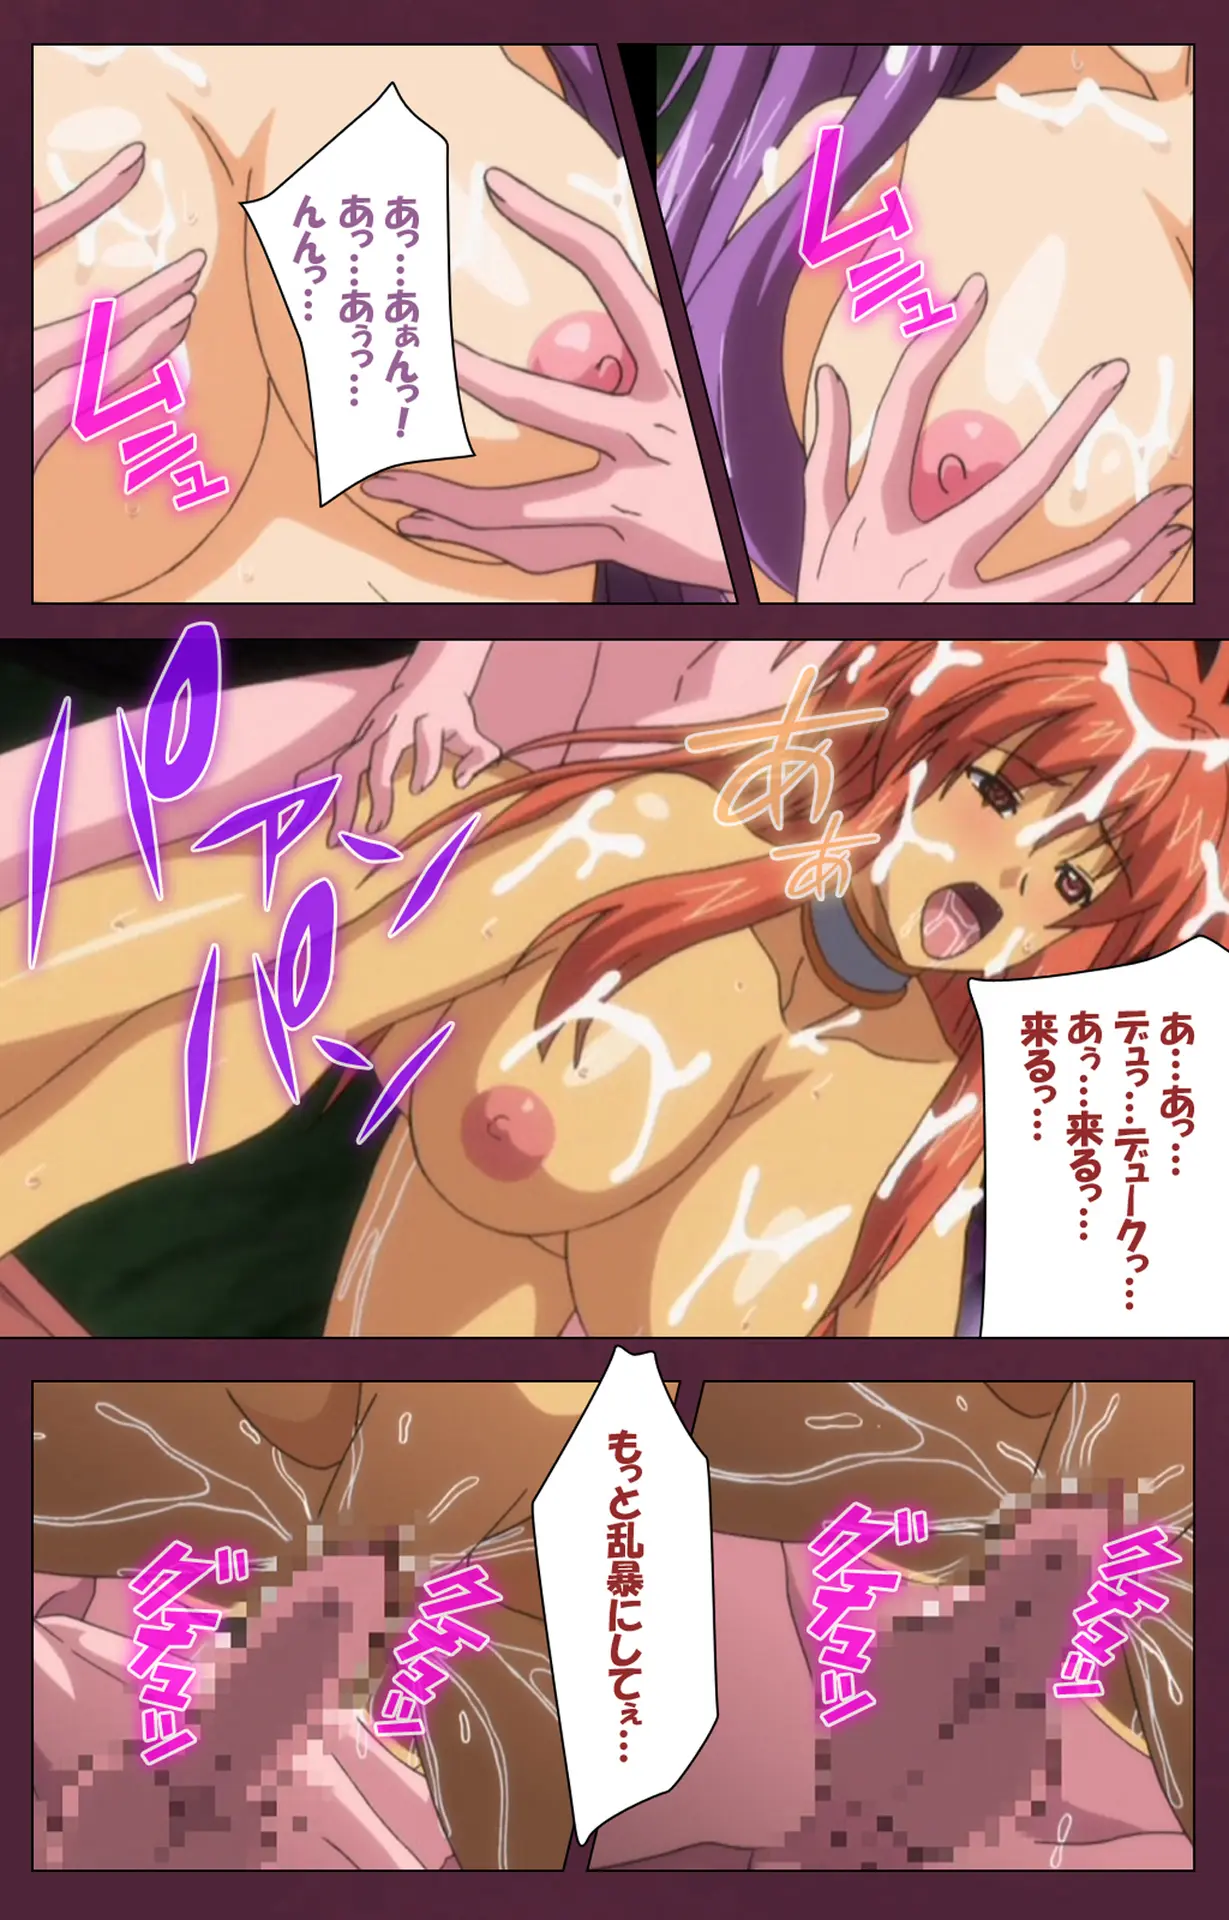 ムニュ
あっ…あぁんっ！
あっ…あぅっ…
んんっ…
ムニュ
ああ
あ…あっ…
デュっ…デュークっ…
あぅ…来るっ…
来るっ…
パァン
パン
もっと乱暴にしてぇ…
グチュッ
グチュッ
グチュッ
グチュッ